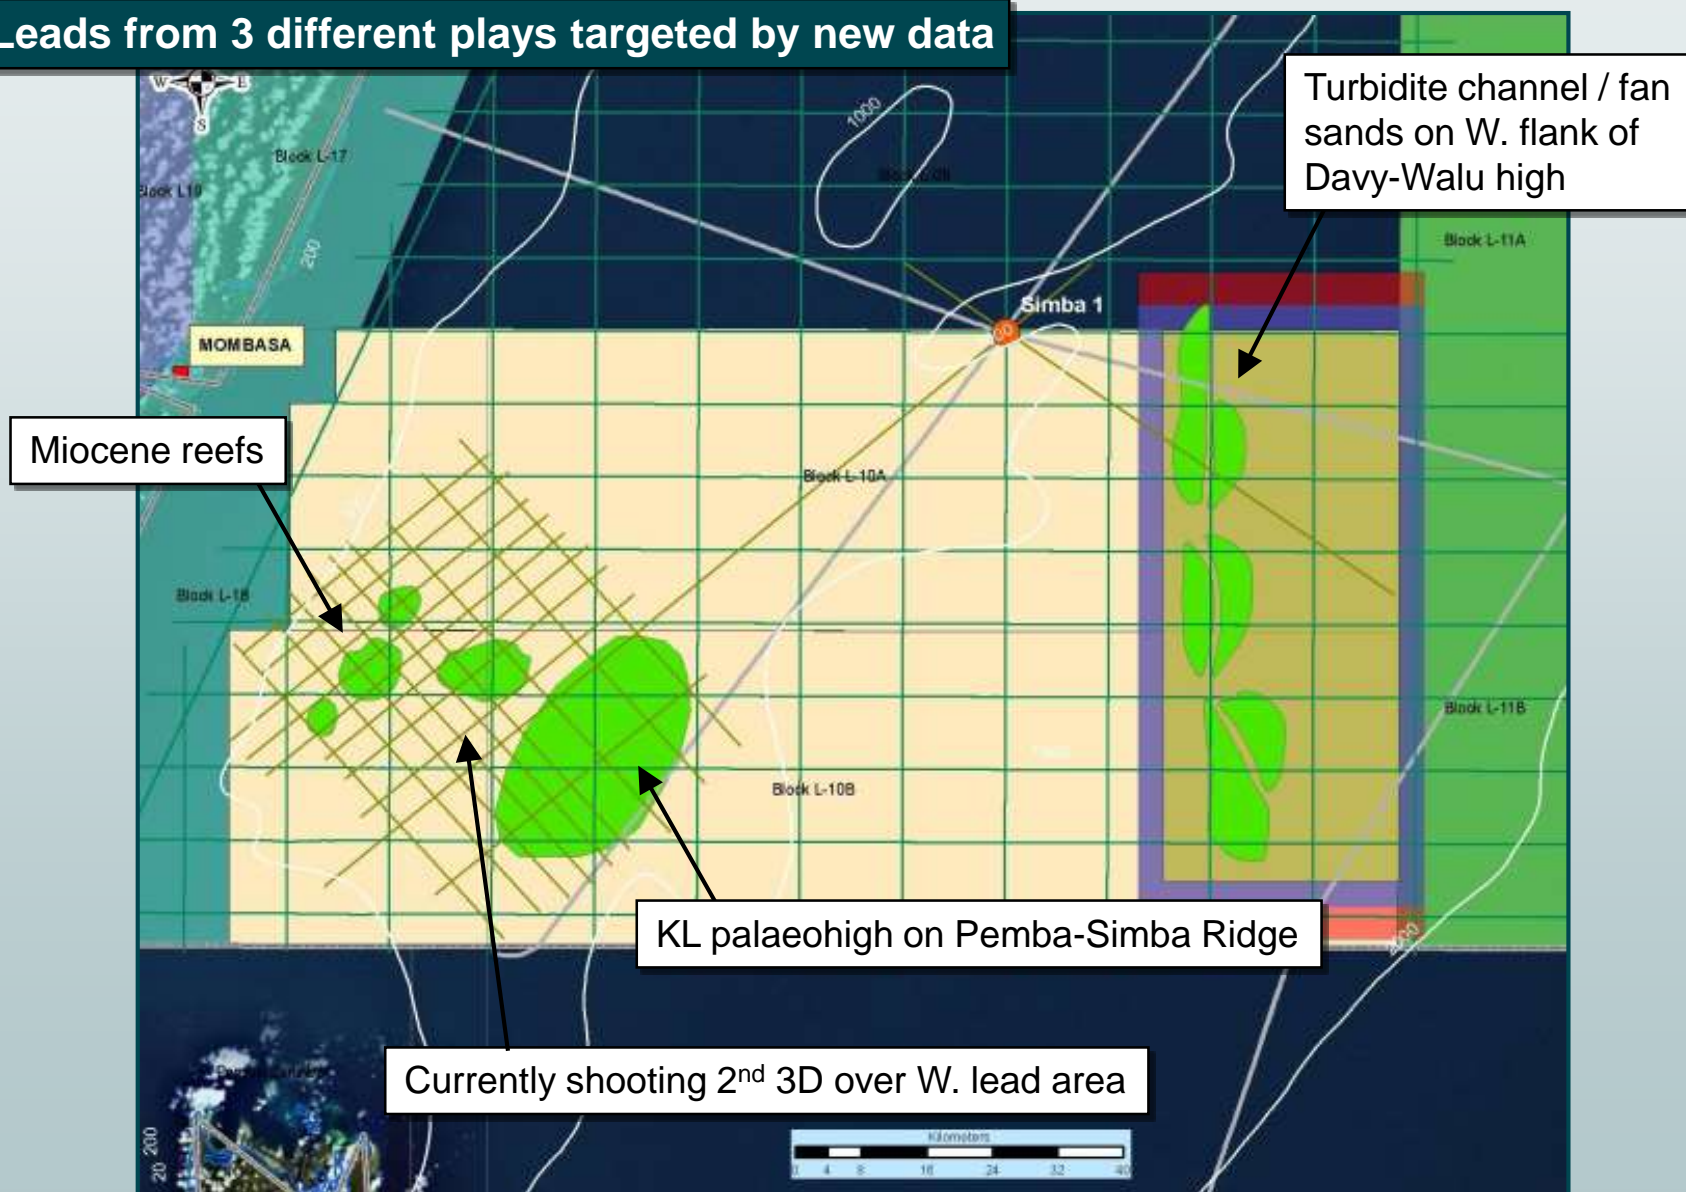 Leads from 3 different plays targeted by new data
Turbidite channel / fan
sands on W. flank of
Davy-Walu high
W
E
S
Block L-17
1000
200
Block L-11A
Simba 1
MOMBASA
Miocene reefs
Block L-10A
Block L-18
Block L-11B
Block L-10B
KL palaeohigh on Pemba-Simba Ridge
2000
Currently shooting 2nd 3D over W. lead area
200
20
Kilometers
0 4 8 16 24 32 40